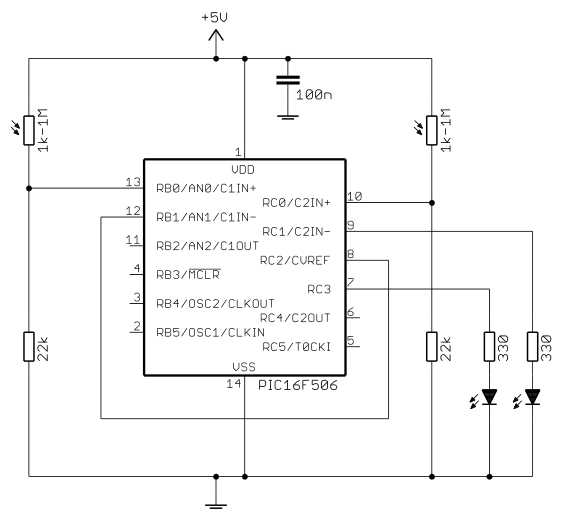 +5V
100n
1k-1M
1k-1M
1
VDD
13
RB0/AN0/C1IN+
10
RC0/C2IN+
12
RB1/AN1/C1IN-
9
RC1/C2IN-
11
RB2/AN2/C1OUT
8
RC2/CVREF
4
RB3/MCLR
7
RC3
3
RB4/OSC2/CLKOUT
6
RC4/C2OUT
2
RB5/OSC1/CLKIN
5
RC5/T0CKI
22k
22k
330
330
VSS
14
PIC16F506